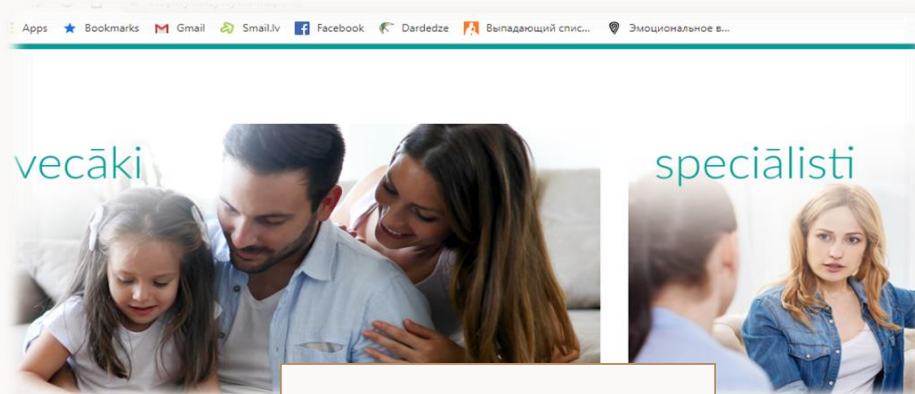 Apps Bookmarks Gmail Smail.lv Facebook Dardedze Выпадающий спис... Эмоциональное в...
vecāki
speciālisti